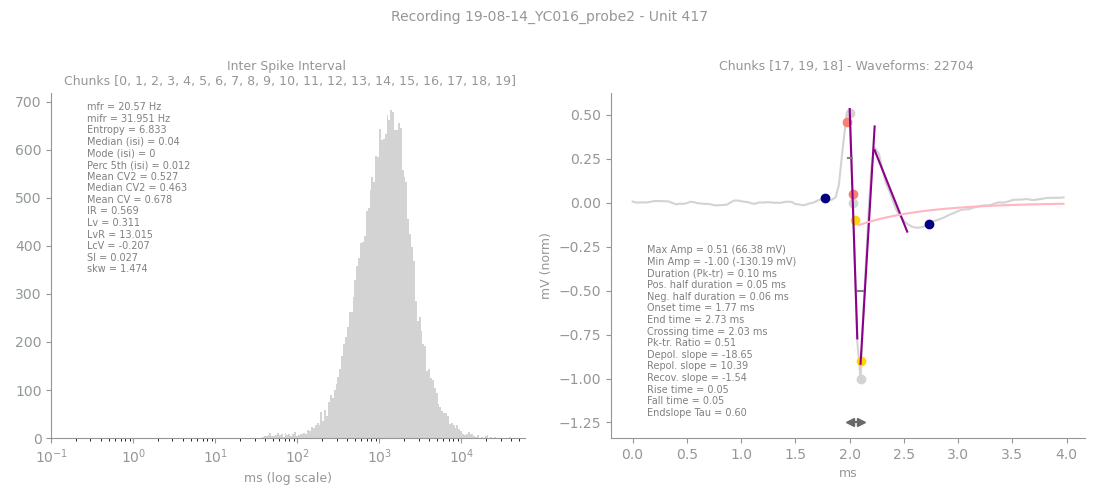 Recording 19-08-14_YC016_probe2 - Unit 417
Inter Spike Interval
Chunks [0, 1, 2, 3, 4, 5, 6, 7, 8, 9, 10, 11, 12, 13, 14, 15, 16, 17, 18, 19]
700
600
500
400
300
200
100
0
mfr = 20.57 Hz
mifr = 31.951 Hz
Entropy = 6.833
Median (isi) = 0.04
Mode (isi) = 0
Perc 5th (isi) = 0.012
Mean CV2 = 0.527
Median CV2 = 0.463
Mean CV = 0.678
IR = 0.569
Lv = 0.311
LvR = 13.015
LcV = -0.207
SI = 0.027
skw = 1.474
10⁻¹ 10⁰ 10¹ 10² 10³ 10⁴
ms (log scale)
Chunks [17, 19, 18] - Waveforms: 22704
mV (norm)
0.50
0.25
0.00
−0.25
−0.50
−0.75
−1.00
−1.25
Max Amp = 0.51 (66.38 mV)
Min Amp = -1.00 (-130.19 mV)
Duration (Pk-tr) = 0.10 ms
Pos. half duration = 0.05 ms
Neg. half duration = 0.06 ms
Onset time = 1.77 ms
End time = 2.73 ms
Crossing time = 2.03 ms
Pk-tr. Ratio = 0.51
Depol. slope = -18.65
Repol. slope = 10.39
Recov. slope = -1.54
Rise time = 0.05
Fall time = 0.05
Endslope Tau = 0.60
0.0 0.5 1.0 1.5 2.0 2.5 3.0 3.5 4.0
ms